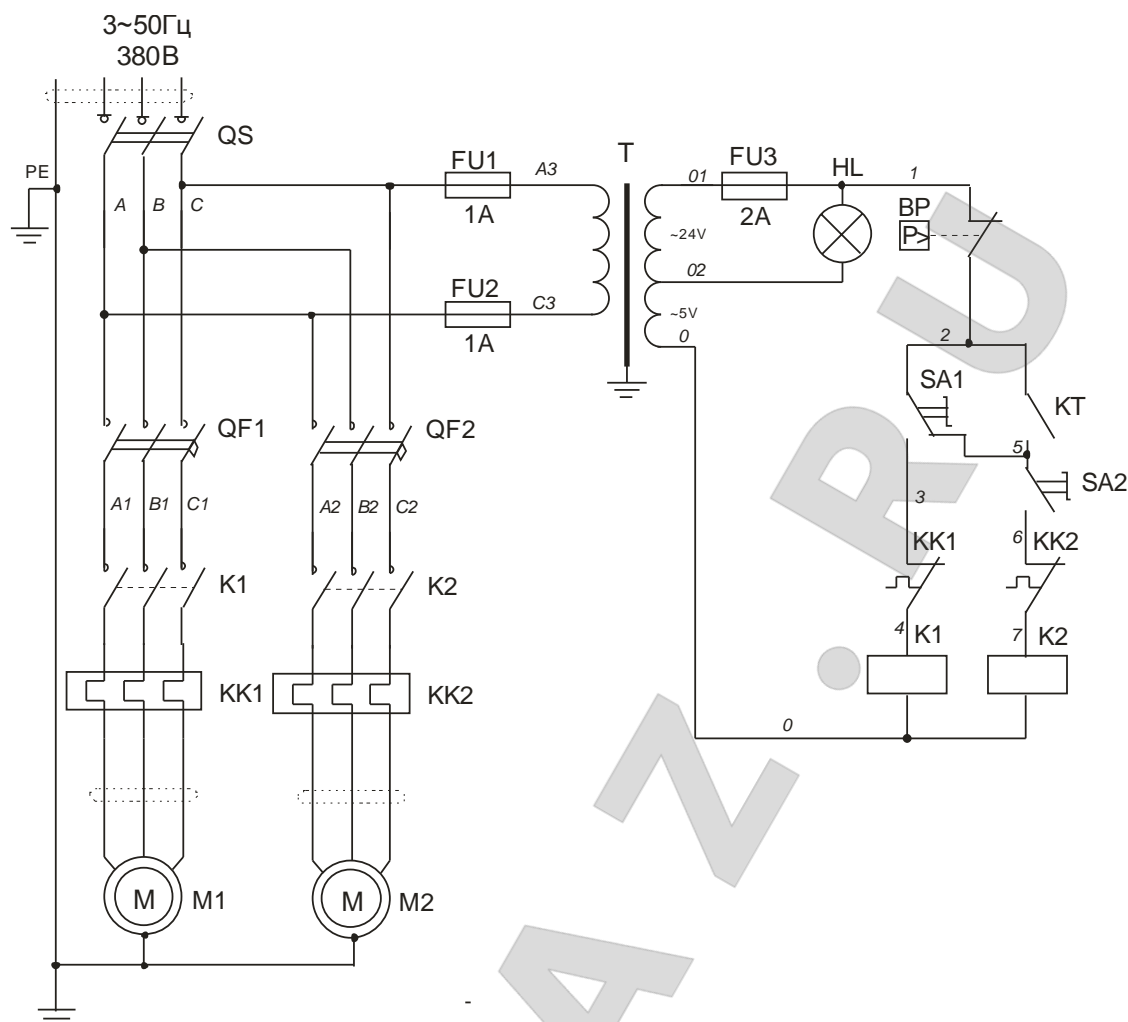 3~50Гц
380В
QS
PE
A
B
C
FU1
1A
A3
FU2
1A
C3
T
01
FU3
2A
HL
1
~24V
02
~5V
0
BP
P>
2
SA1
KT
5
SA2
3
KK1
6
KK2
4
K1
7
K2
0
QF1
QF2
A1
B1
C1
A2
B2
C2
K1
K2
KK1
KK2
M
M1
M
M2
-
AZ.RU